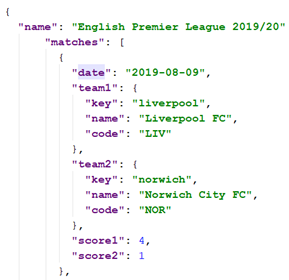 {
"name": "English Premier League 2019/20"
"matches": [
{
"date": "2019-08-09",
"team1": {
"key": "liverpool",
"name": "Liverpool FC",
"code": "LIV"
},
"team2": {
"key": "norwich",
"name": "Norwich City FC",
"code": "NOR"
},
"score1": 4,
"score2": 1
},